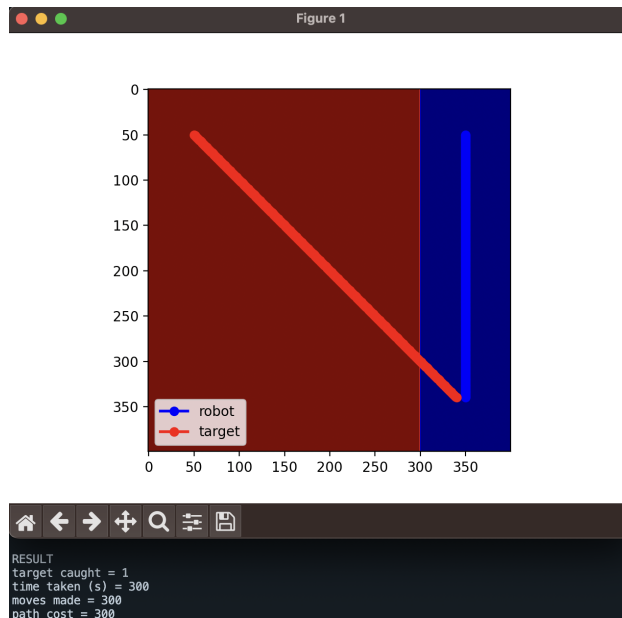 Figure 1
0
50
100
150
200
250
300
350
robot
target
0 50 100 150 200 250 300 350
RESULT
target caught = 1
time taken (s) = 300
moves made = 300
path cost = 300